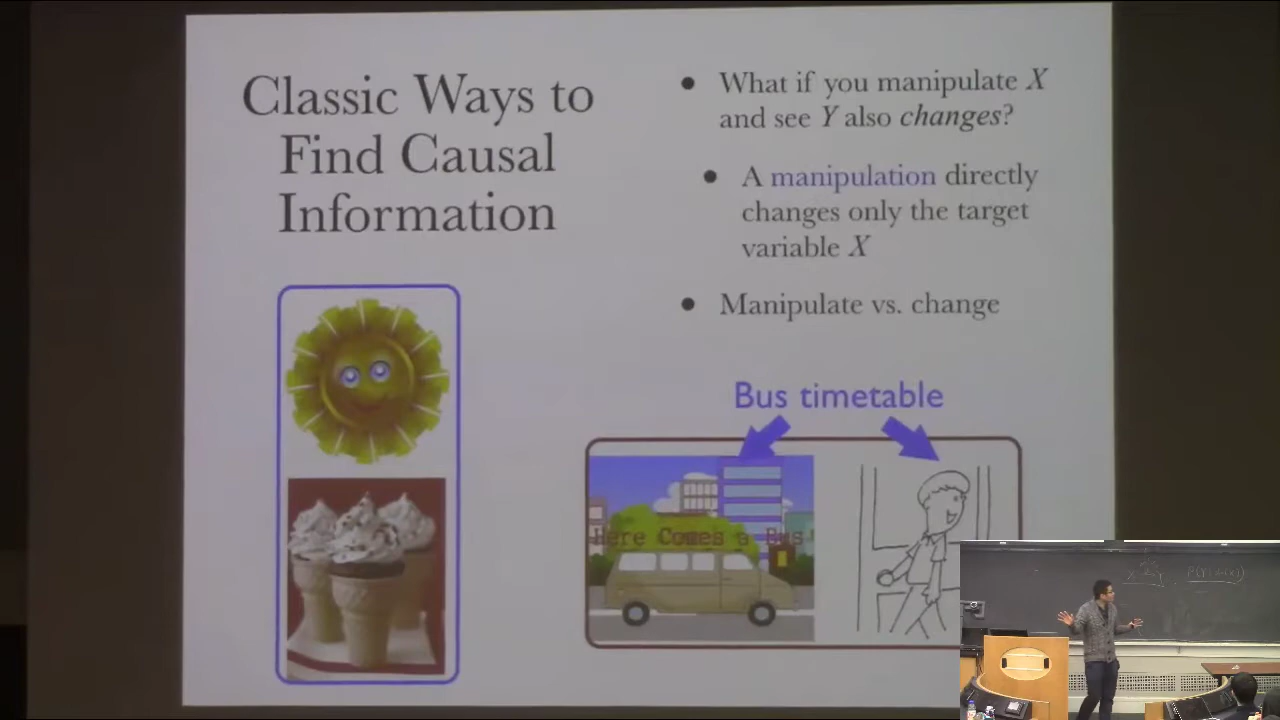 Classic Ways to
Find Causal
Information
• What if you manipulate X
and see Y also changes?
• A manipulation directly
changes only the target
variable X
• Manipulate vs. change
Bus timetable
Here Comes a Bus